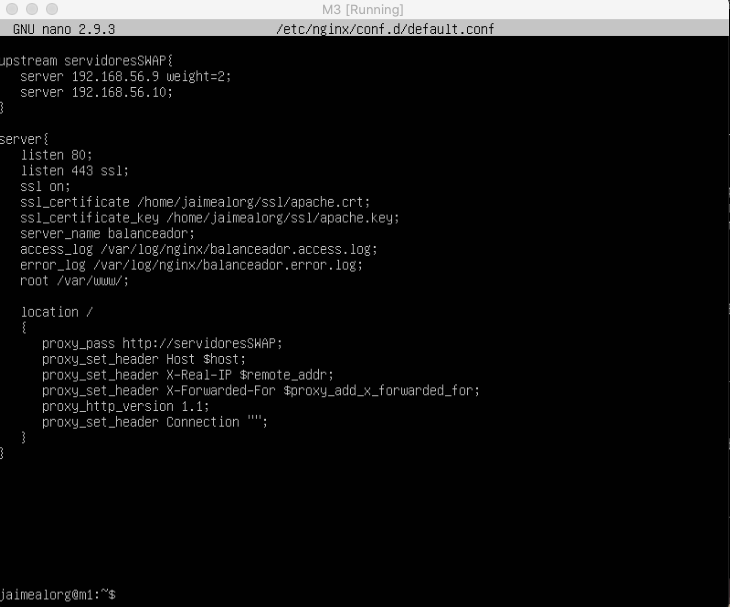 M3 [Running]
GNU nano 2.9.3 /etc/nginx/conf.d/default.conf
upstream servidoresSWAP{
server 192.168.56.9 weight=2;
server 192.168.56.10;
}
server{
listen 80;
listen 443 ssl;
ssl on;
ssl_certificate /home/jaimealorg/ssl/apache.crt;
ssl_certificate_key /home/jaimealorg/ssl/apache.key;
server_name balanceador;
access_log /var/log/nginx/balanceador.access.log;
error_log /var/log/nginx/balanceador.error.log;
root /var/www/;
location /
{
proxy_pass http://servidoresSWAP;
proxy_set_header Host $host;
proxy_set_header X-Real-IP $remote_addr;
proxy_set_header X-Forwarded-For $proxy_add_x_forwarded_for;
proxy_http_version 1.1;
proxy_set_header Connection "";
}
}
jaimealorg@m1:~$